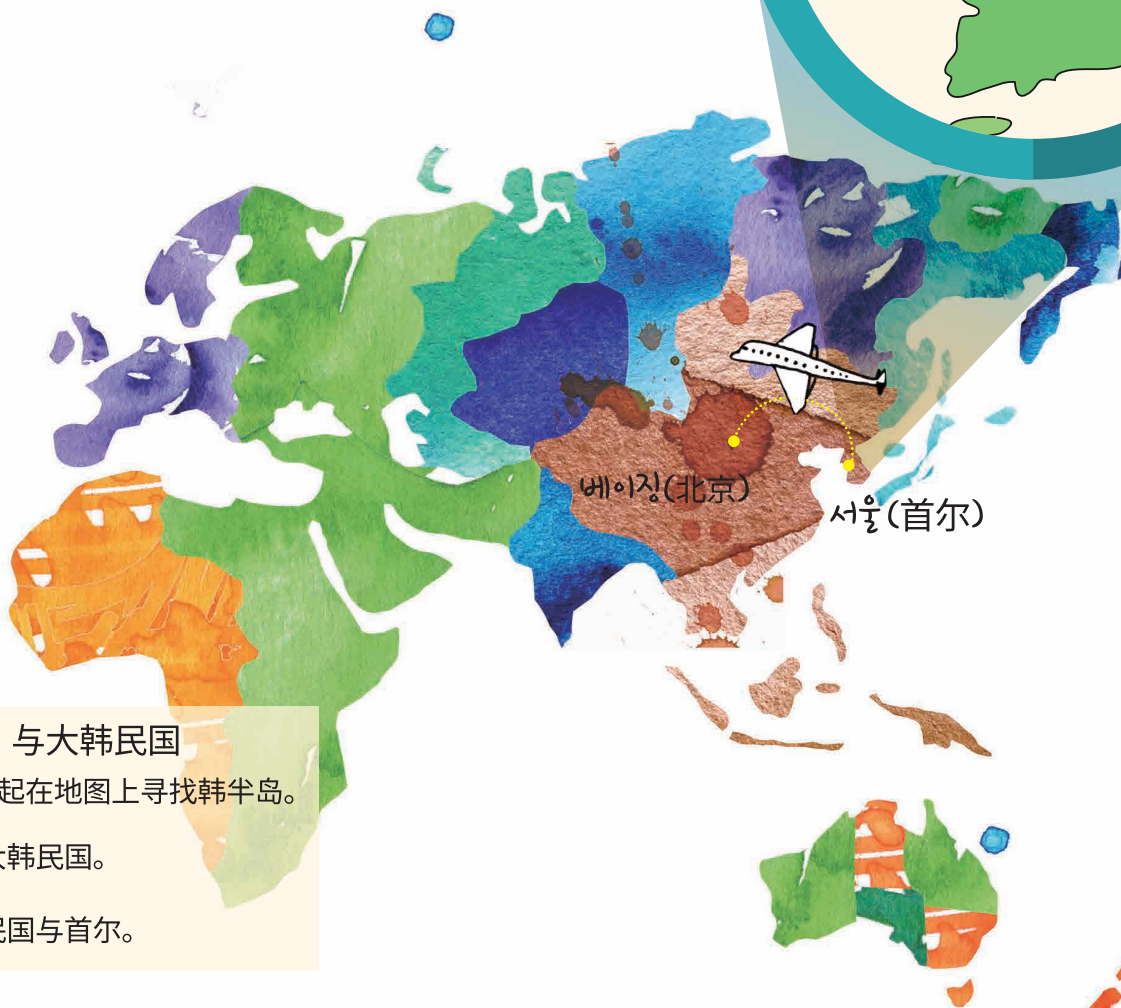 베이징(北京)
서울(首尔)
与大韩民国
起在地图上寻找韩半岛。
大韩民国。
民国与首尔。